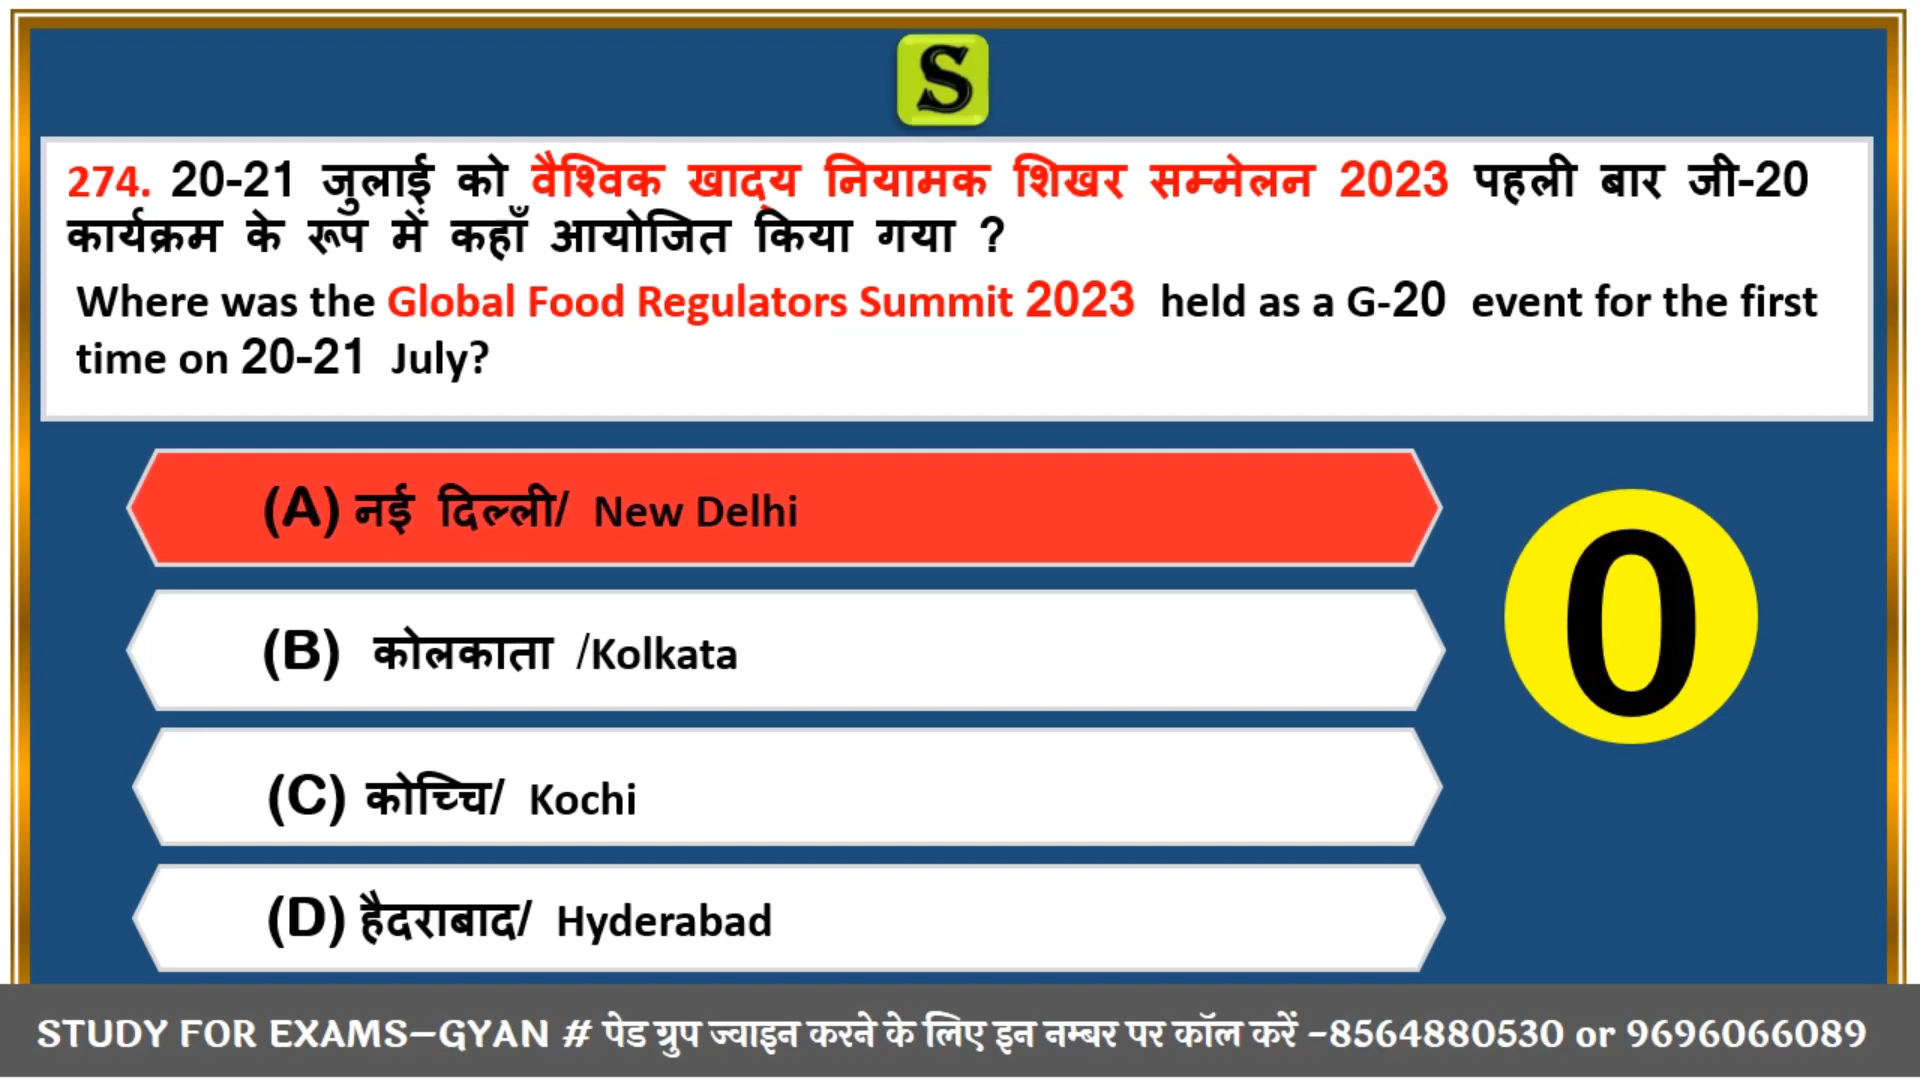 S
274. 20-21 जुलाई को वैश्विक खाद्य नियामक शिखर सम्मेलन 2023 पहली बार जी-20
कार्यक्रम के रूप में कहाँ आयोजित किया गया ?
Where was the Global Food Regulators Summit 2023 held as a G-20 event for the first
time on 20-21 July?
(A) नई दिल्ली/ New Delhi
(B) कोलकाता /Kolkata
0
(C) कोच्चि/ Kochi
(D) हैदराबाद/ Hyderabad
STUDY FOR EXAMS–GYAN # पेड ग्रुप ज्वाइन करने के लिए इन नम्बर पर कॉल करें –8564880530 or 9696066089